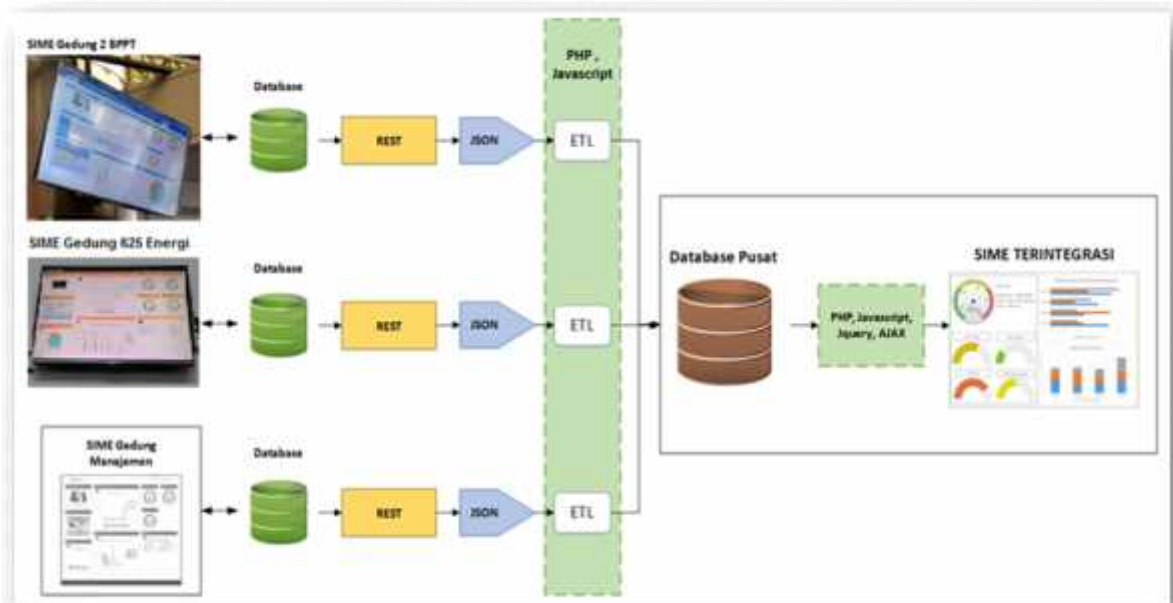 SIME Gedung 2 BPPT
Database
REST
JSON
ETL
PHP ,
Javascript
SIME Gedung 625 Energi
Database
REST
JSON
ETL
SIME Gedung
Manajemen
Database
REST
JSON
ETL
Database Pusat
PHP, Javascript,
Jquery, AJAX
SIME TERINTEGRASI